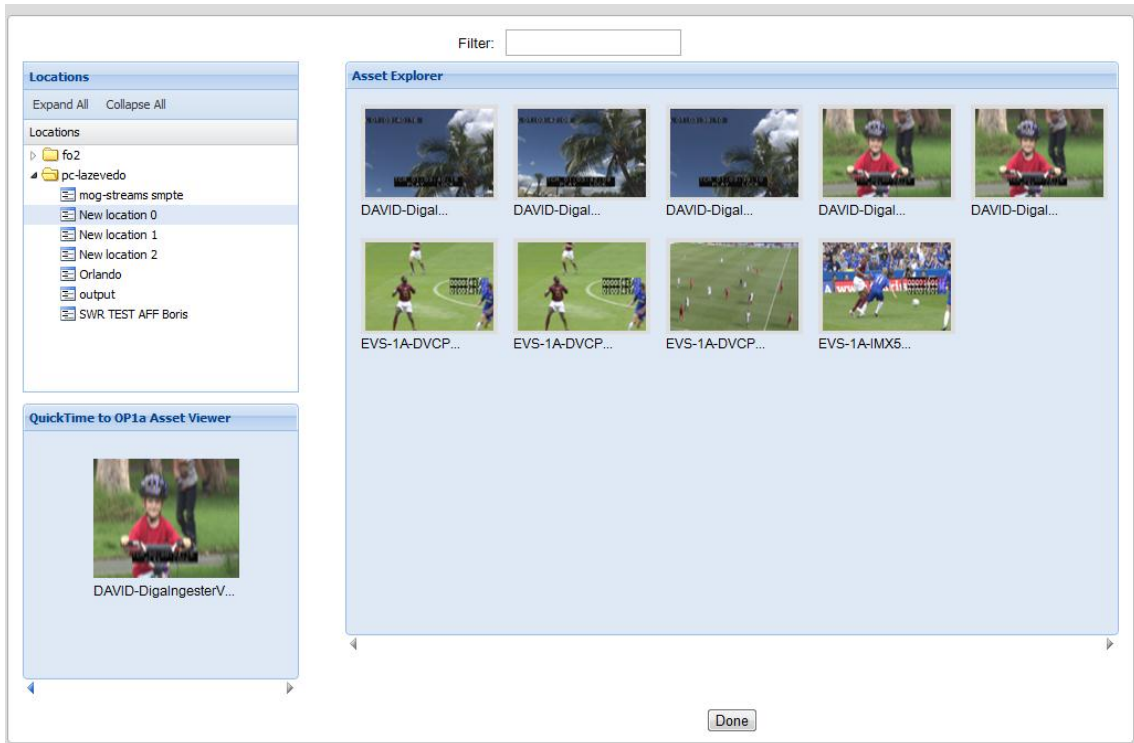 Filter:
Locations
Expand All Collapse All
Locations
fo2
pc-lazevedo
mog-streams smpte
New location 0
New location 1
New location 2
Orlando
output
SWR TEST AFF Boris
QuickTime to OP1a Asset Viewer
DAVID-DigaIngesterV...
Asset Explorer
DAVID-Digal... DAVID-Digal... DAVID-Digal... DAVID-Digal... DAVID-Digal...
EVS-1A-DVCP... EVS-1A-DVCP... EVS-1A-DVCP... EVS-1A-IMX5...
Done